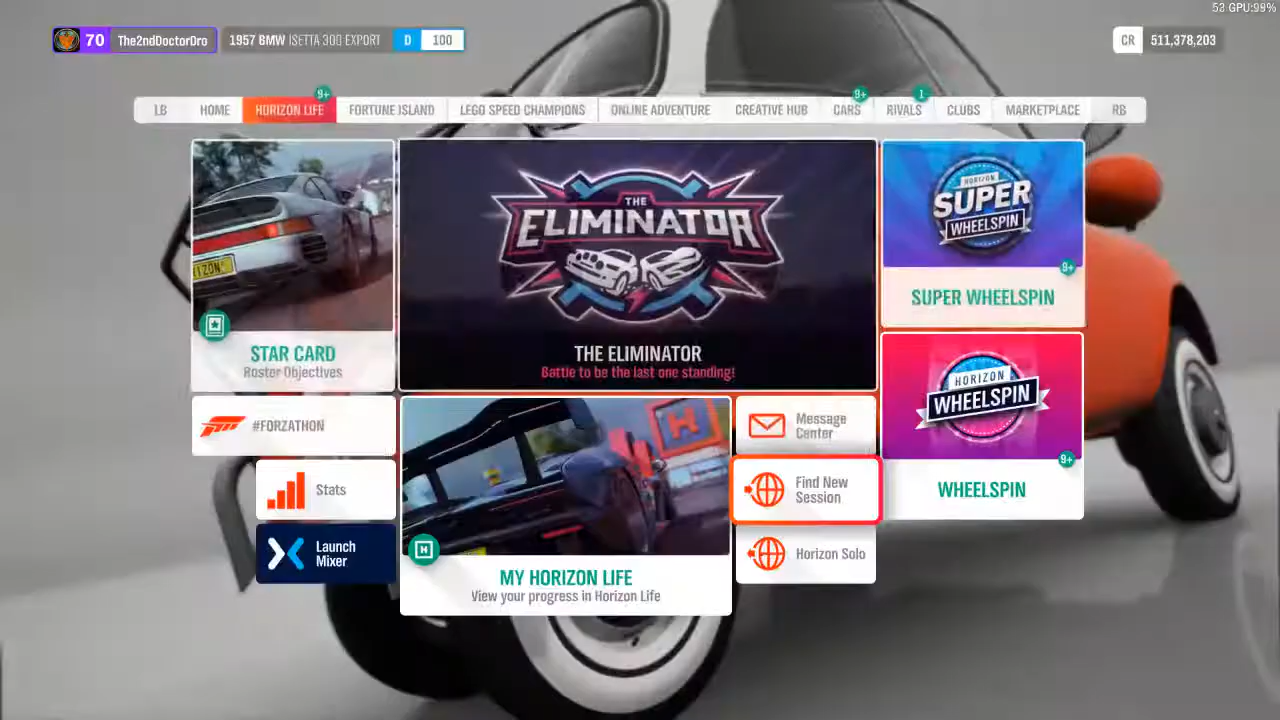 53 GPU:99%
70 The2ndDoctorDro 1957 BMW ISETTA 300 EXPORT D 100
CR 511,378,203
9+ 9+ 1
LB HOME HORIZON LIFE FORTUNE ISLAND LEGO SPEED CHAMPIONS ONLINE ADVENTURE CREATIVE HUB CARS RIVALS CLUBS MARKETPLACE RB
STAR CARD
Roster Objectives
#FORZATHON
Stats
Launch
Mixer
THE
ELIMINATOR
THE ELIMINATOR
Battle to be the last one standing!
H
MY HORIZON LIFE
View your progress in Horizon Life
Message
Center
Find New
Session
Horizon Solo
HORIZON
SUPER
WHEELSPIN
9+
SUPER WHEELSPIN
HORIZON
WHEELSPIN
9+
WHEELSPIN